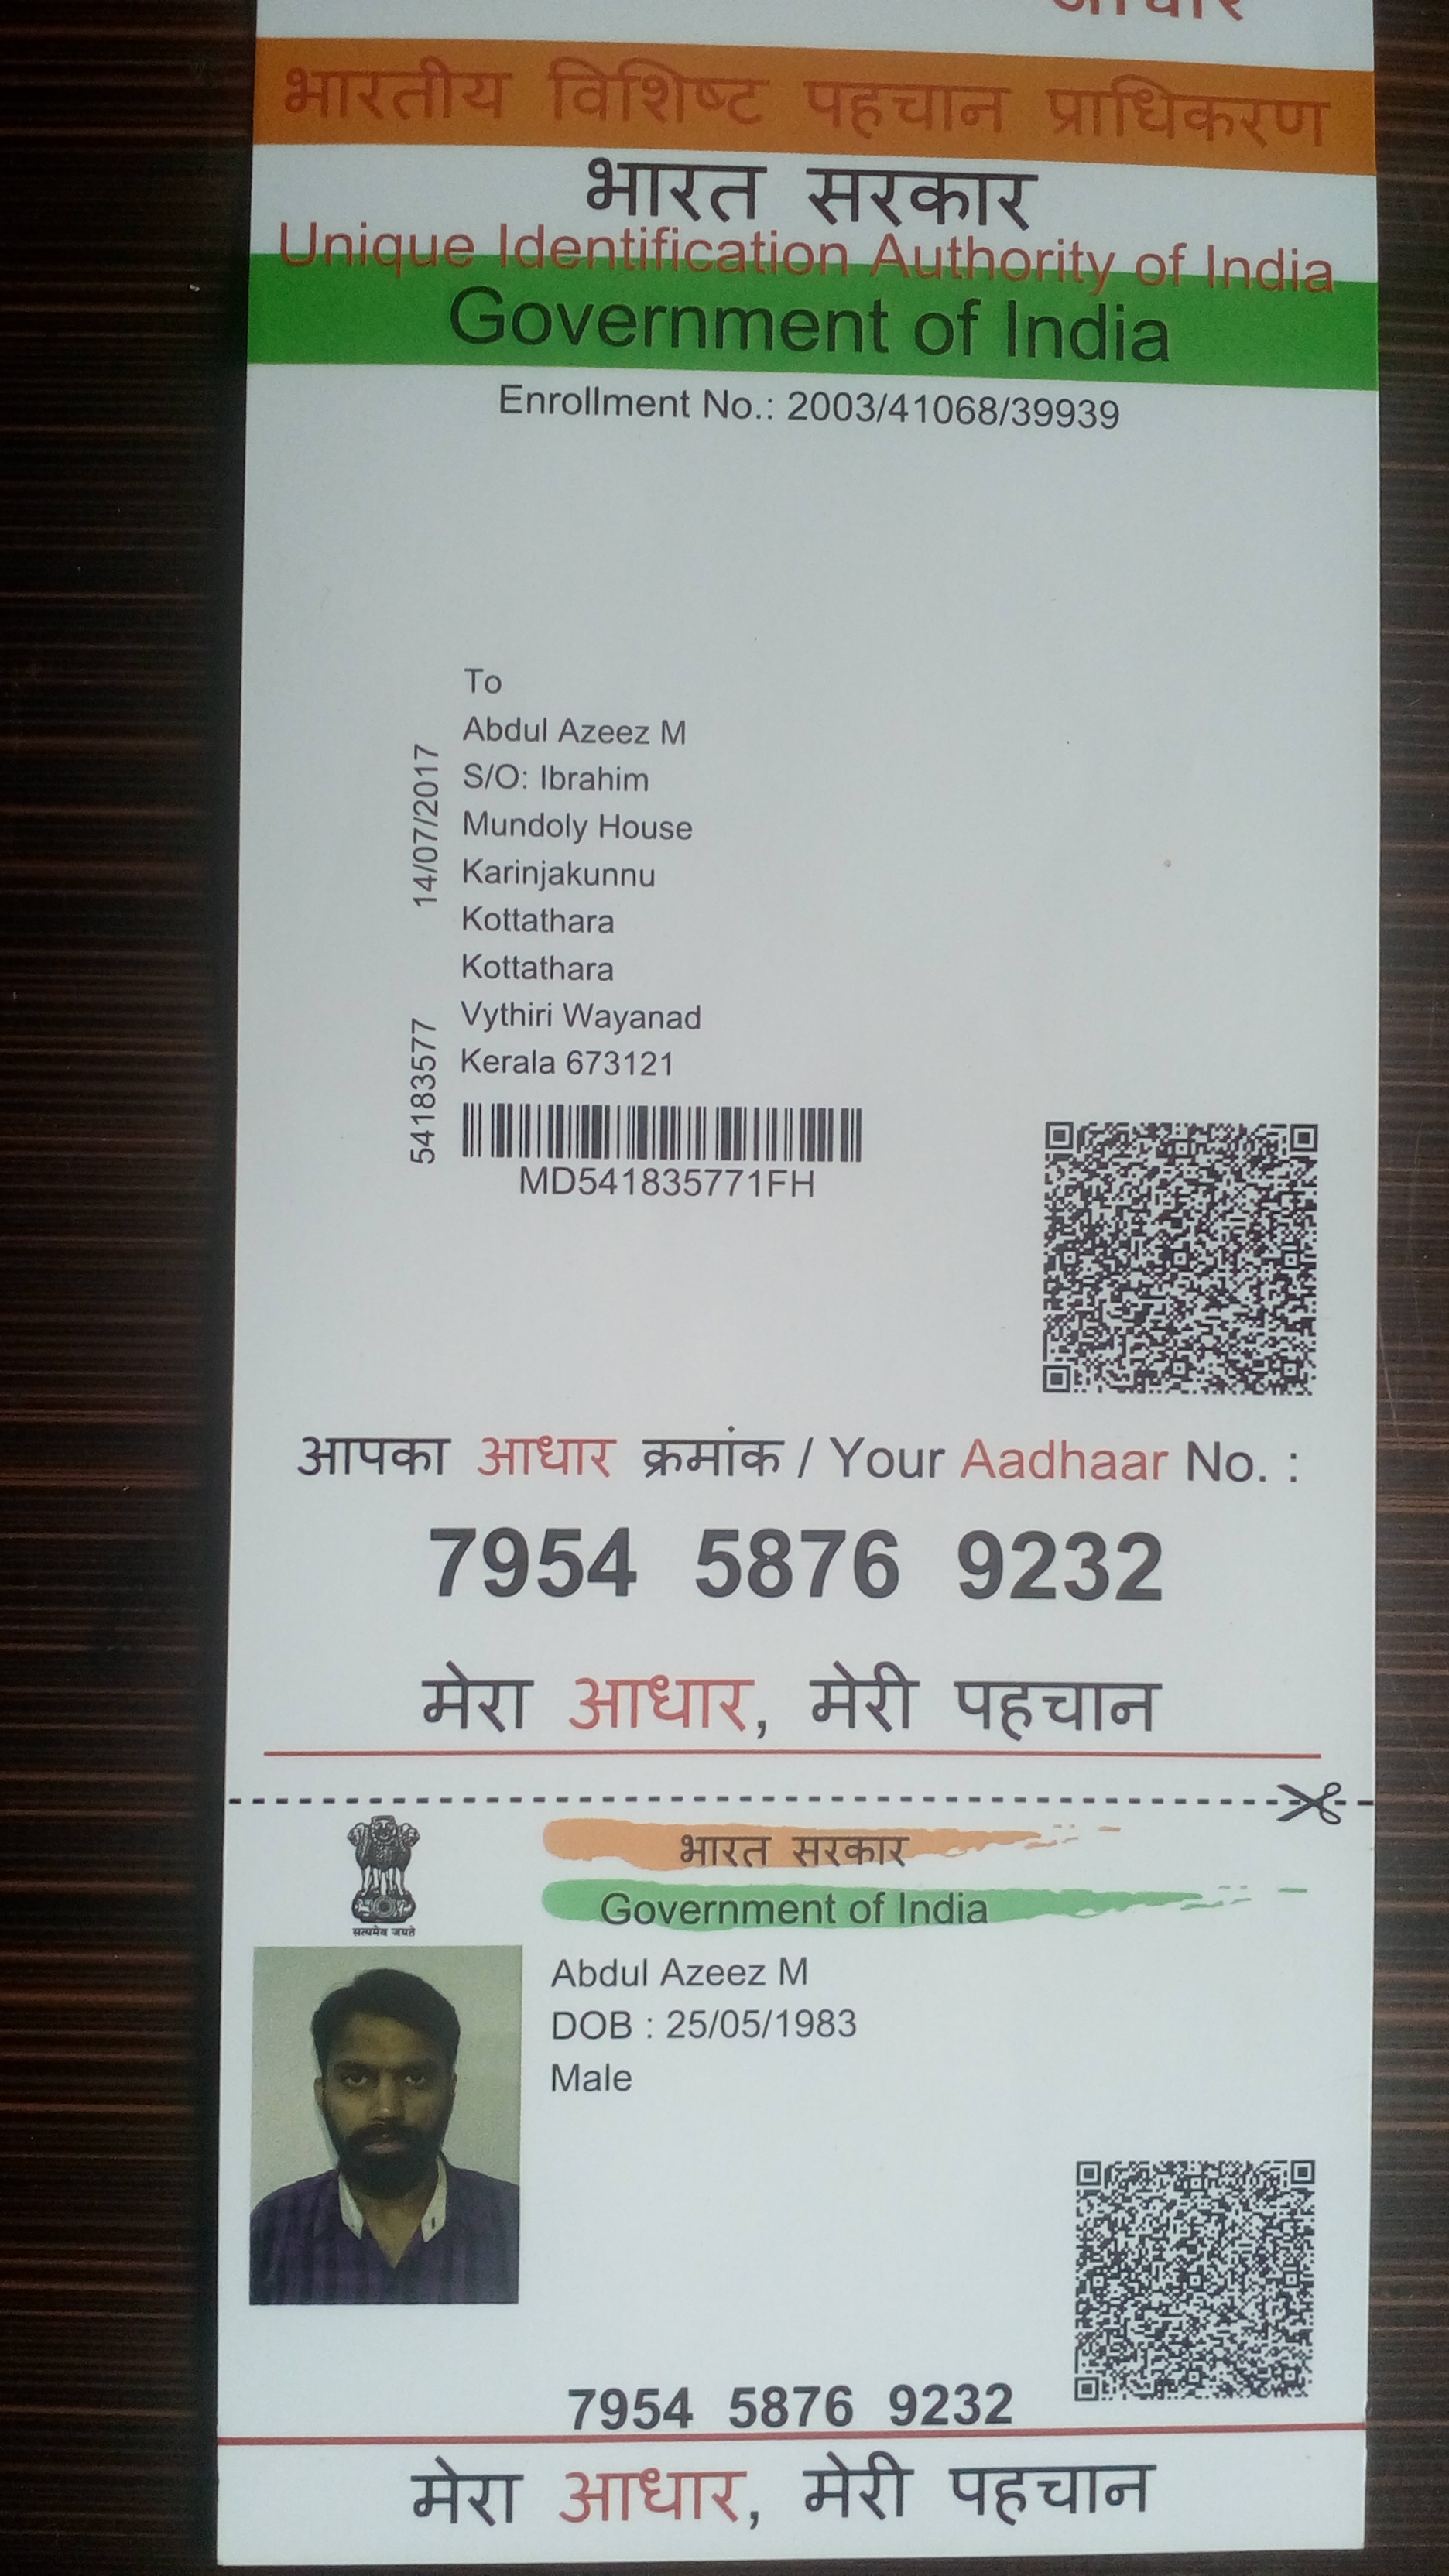 आधार
भारतीय विशिष्ट पहचान प्राधिकरण
भारत सरकार
Unique Identification Authority of India
Government of India
Enrollment No.: 2003/41068/39939
To
Abdul Azeez M
S/O: Ibrahim
Mundoly House
Karinjakunnu
Kottathara
Kottathara
Vythiri Wayanad
Kerala 673121
14/07/2017
54183577
MD541835771FH
आपका आधार क्रमांक / Your Aadhaar No. :
7954 5876 9232
मेरा आधार, मेरी पहचान
सत्यमेव जयते
भारत सरकार
Government of India
Abdul Azeez M
DOB : 25/05/1983
Male
7954 5876 9232
मेरा आधार, मेरी पहचान